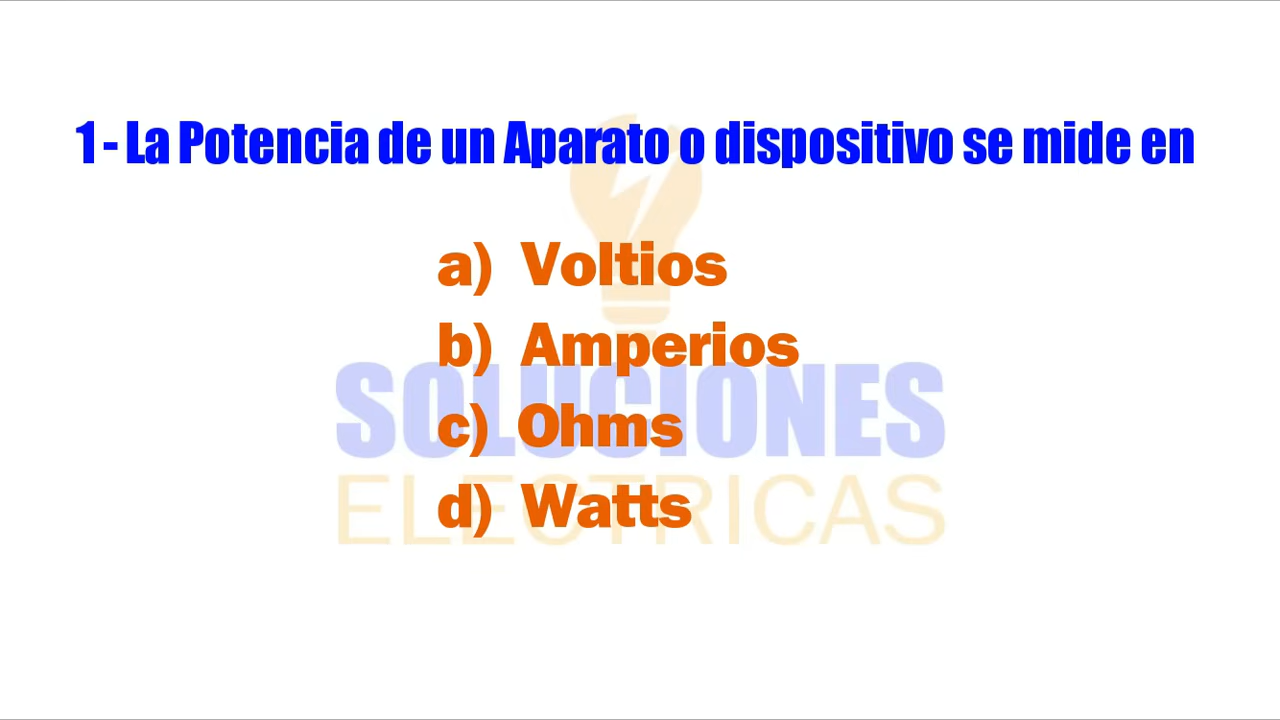 1 - La Potencia de un Aparato o dispositivo se mide en
a) Voltios
b) Amperios
c) Ohms
d) Watts
SOLUCIONES
ELECTRICAS